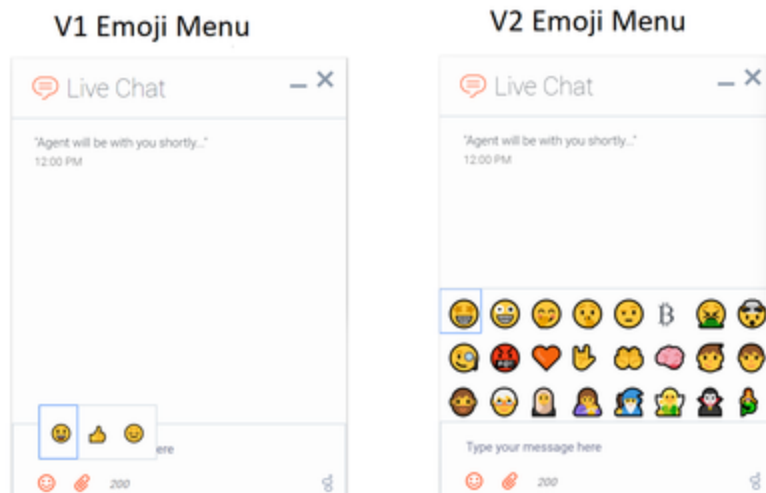 V1 Emoji Menu
Live Chat
"Agent will be with you shortly..."
12:00 PM
ere
200
V2 Emoji Menu
Live Chat
"Agent will be with you shortly..."
12:00 PM
Type your message here
200